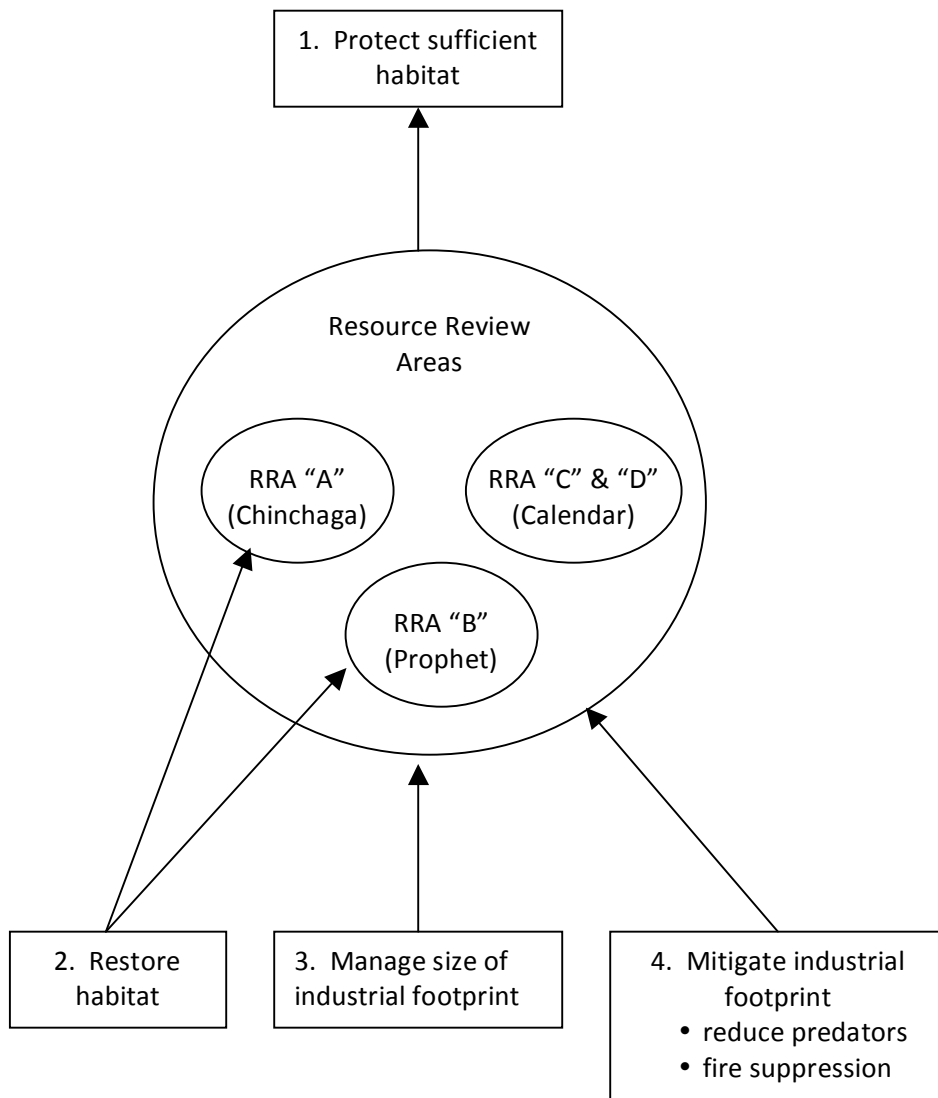 1. Protect sufficient
habitat
Resource Review
Areas
RRA “A”
(Chinchaga)
RRA “C” & “D”
(Calendar)
RRA “B”
(Prophet)
2. Restore
habitat
3. Manage size of
industrial footprint
4. Mitigate industrial
footprint
• reduce predators
• fire suppression